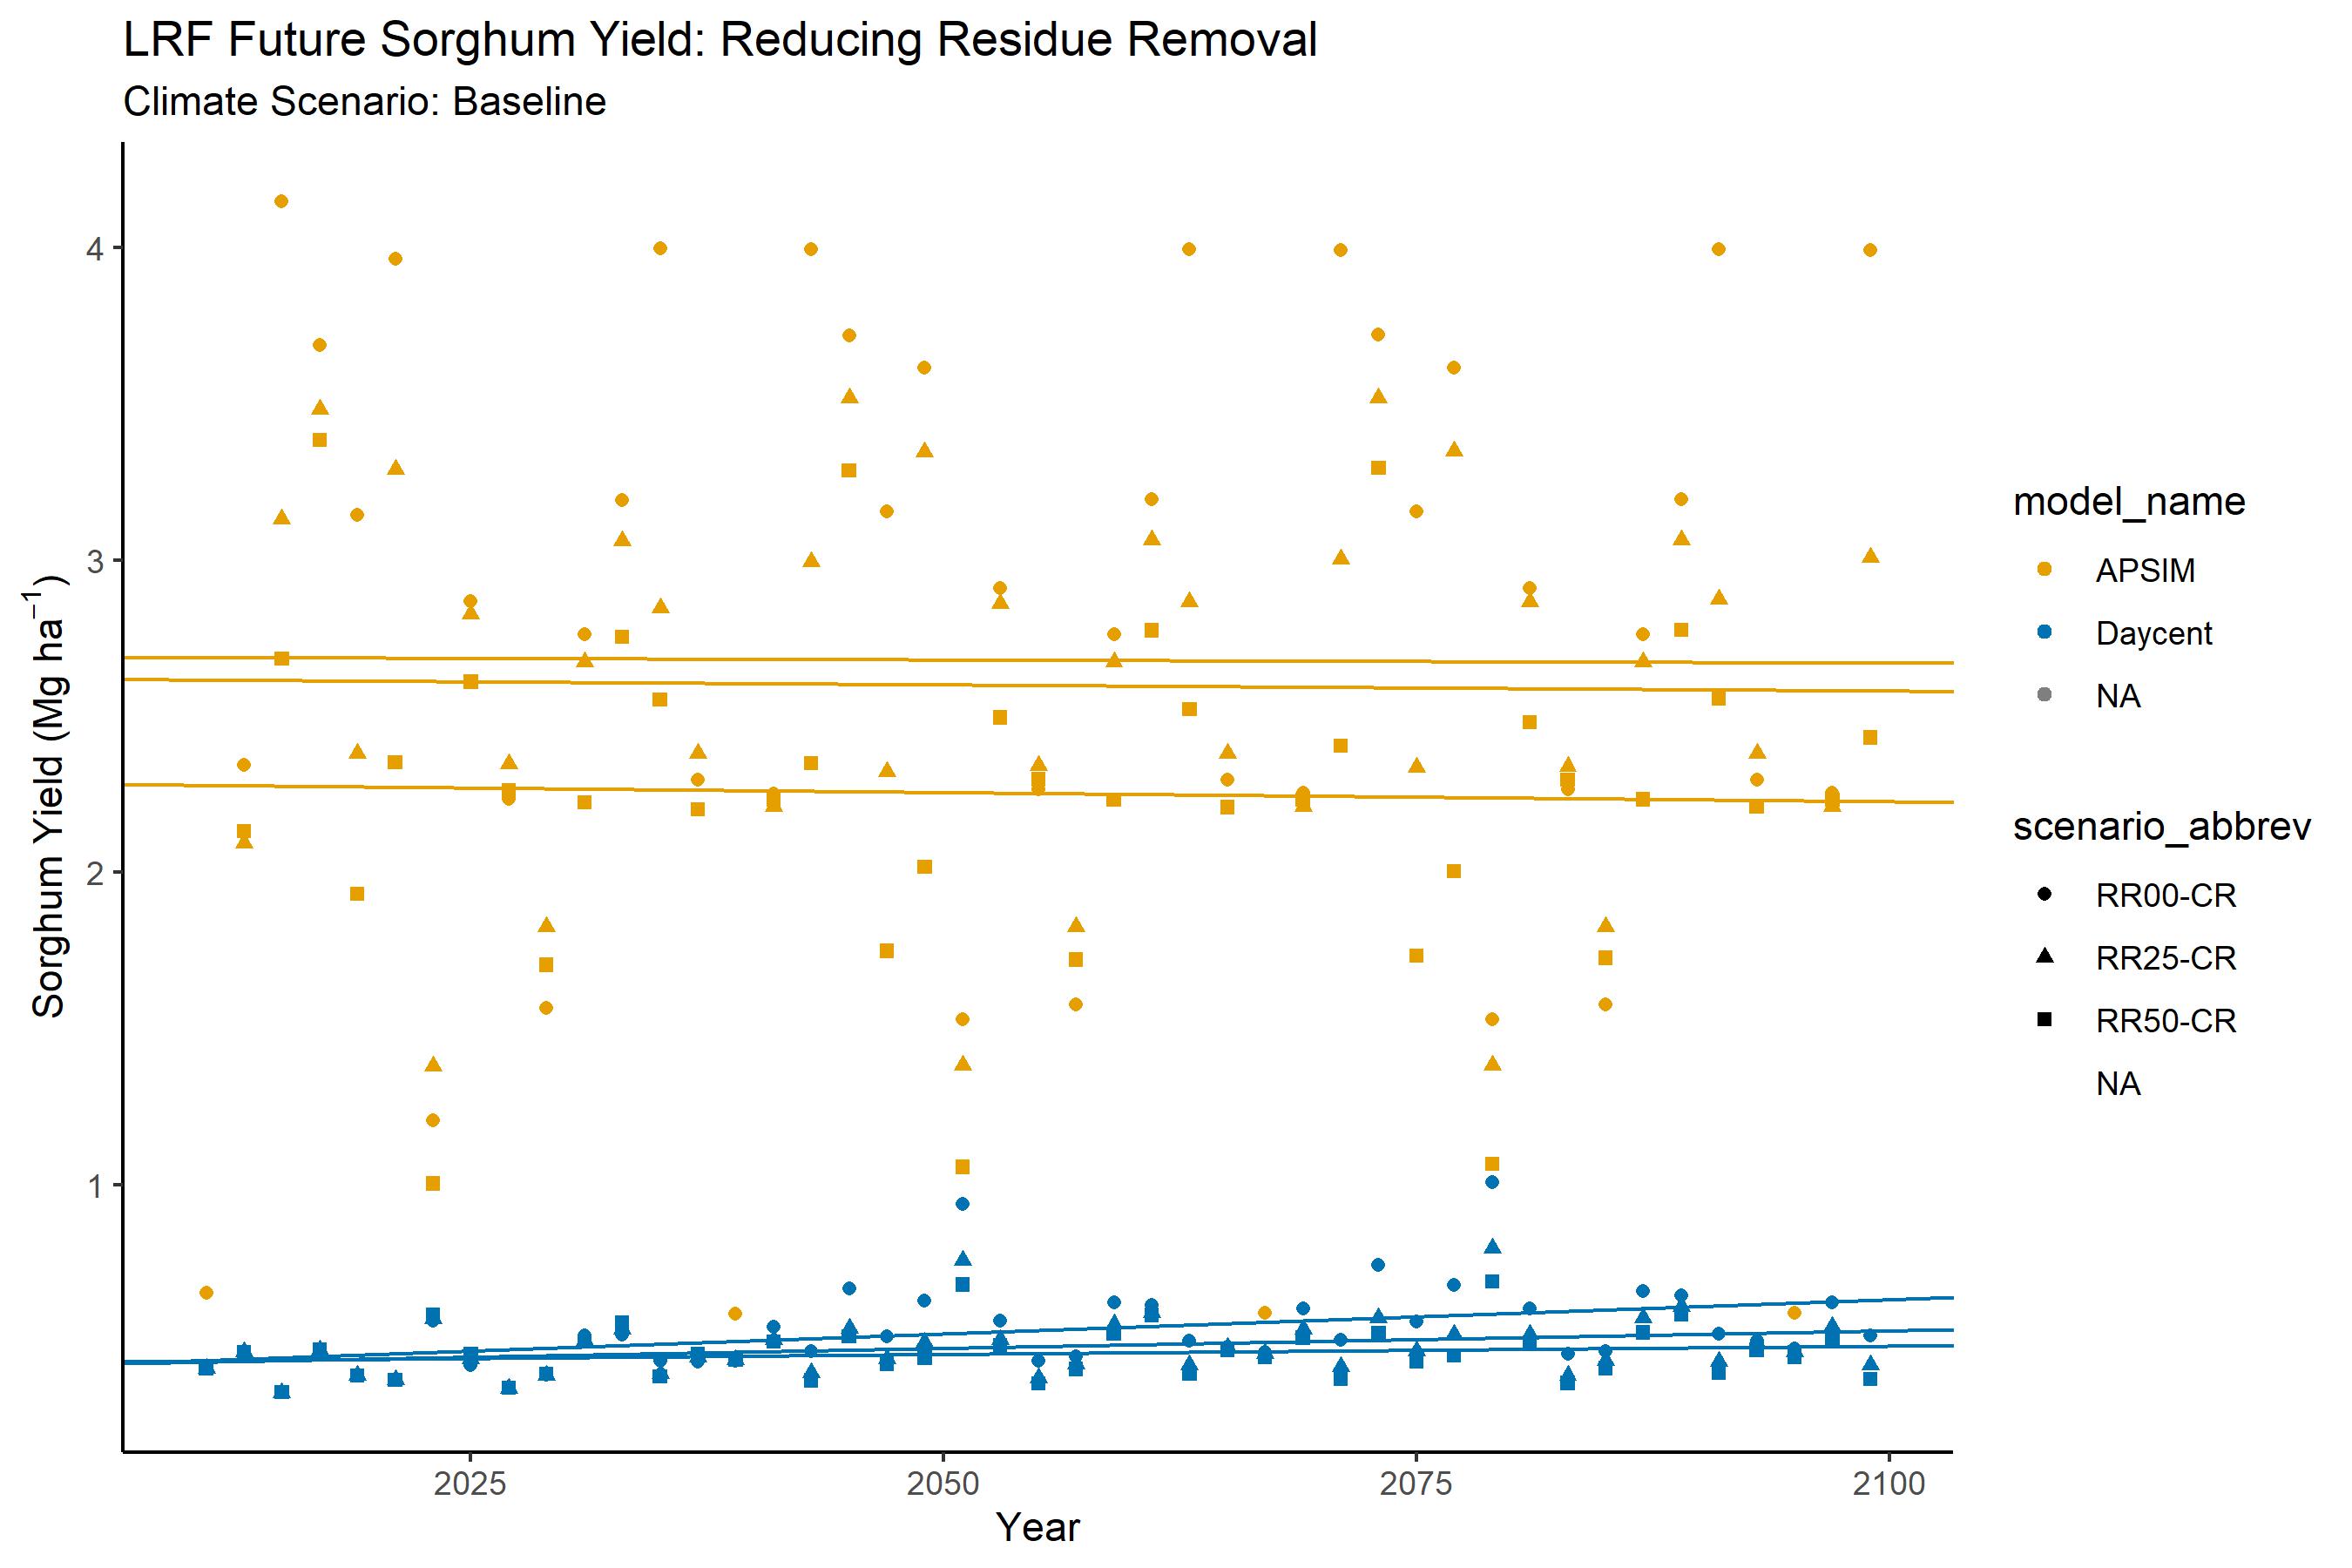 LRF Future Sorghum Yield: Reducing Residue Removal
Climate Scenario: Baseline
Sorghum Yield (Mg ha⁻¹)
4
3
2
1
2025
2050
2075
2100
Year
model_name
APSIM
Daycent
NA
scenario_abbrev
RR00-CR
RR25-CR
RR50-CR
NA